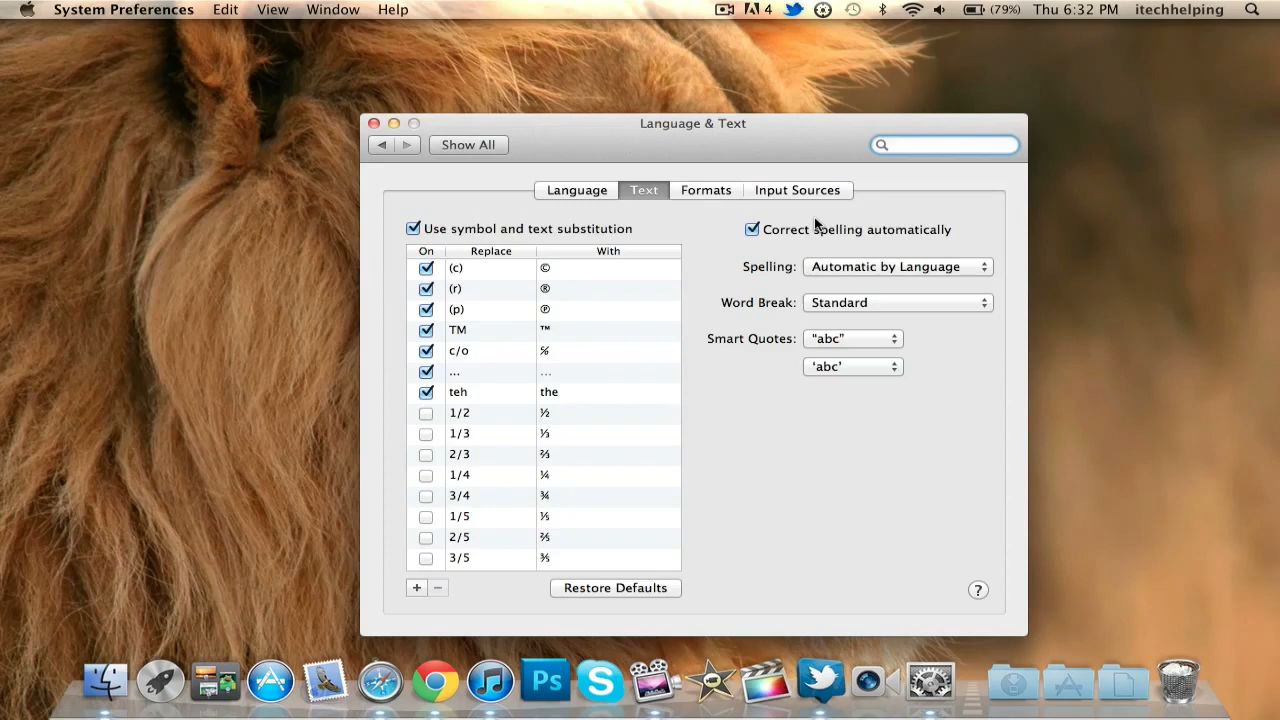 System Preferences Edit View Window Help 4 (79%) Thu 6:32 PM itechhelping
Language & Text
Show All
Language Text Formats Input Sources
Use symbol and text substitution
On Replace With
(c) ©
(r) ®
(p) ℗
TM ™
c/o ℅
... …
teh the
1/2 ½
1/3 ⅓
2/3 ⅔
1/4 ¼
3/4 ¾
1/5 ⅕
2/5 ⅖
3/5 ⅗
+ − Restore Defaults
Correct spelling automatically
Spelling: Automatic by Language
Word Break: Standard
Smart Quotes: “abc”
‘abc’
?
Ps